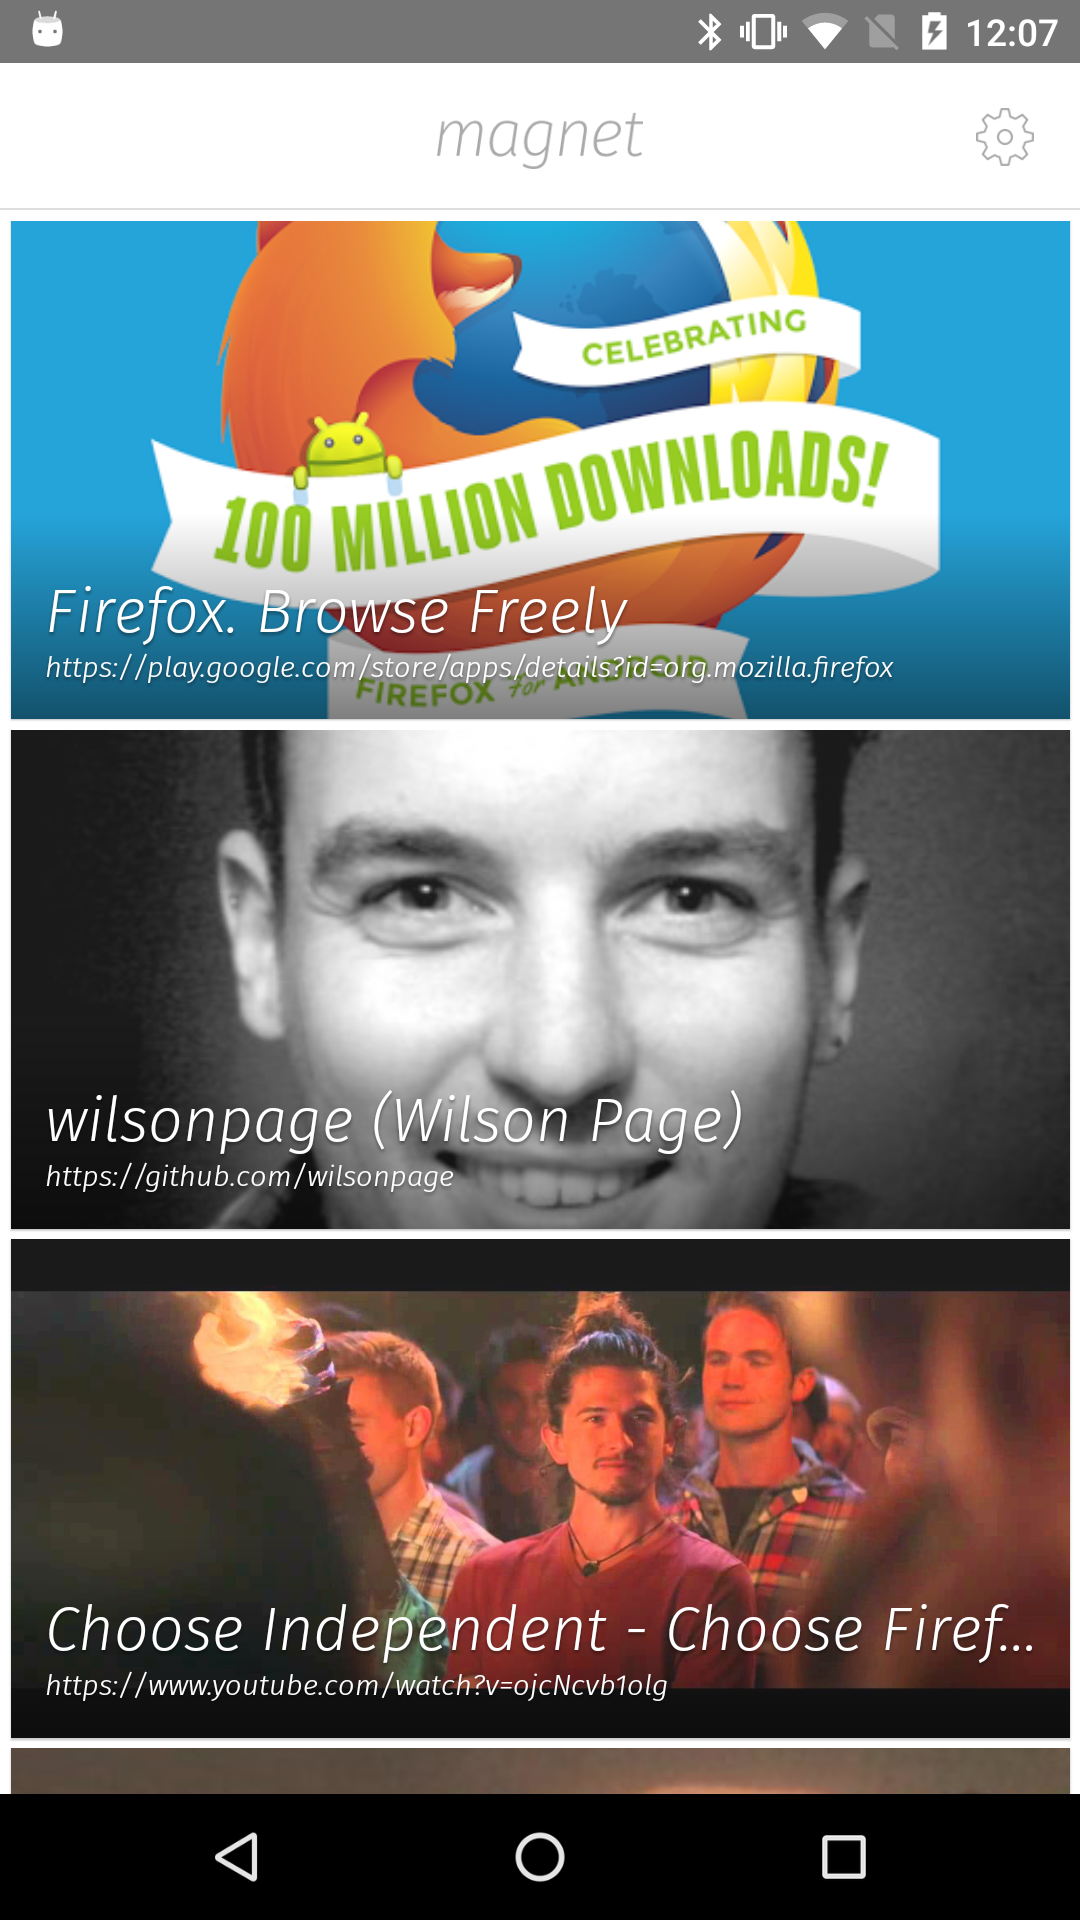 12:07
magnet
CELEBRATING
100 MILLION DOWNLOADS!
Firefox. Browse Freely
https://play.google.com/store/apps/details?id=org.mozilla.firefox
FIREFOX for ANDROID
wilsonpage (Wilson Page)
https://github.com/wilsonpage
Choose Independent - Choose Firef...
https://www.youtube.com/watch?v=ojcNcvb1olg